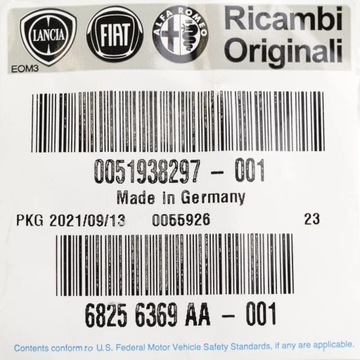 LANCIA FIAT ALFA ROMEO Ricambi
Originali
EOM3
0051938297 - 001
Made In Germany
PKG 2021/09/13 0055926 23
6825 6369 AA - 001
Contents conform to U.S. Federal Motor Vehicle Safety Standards, if any are applicable.